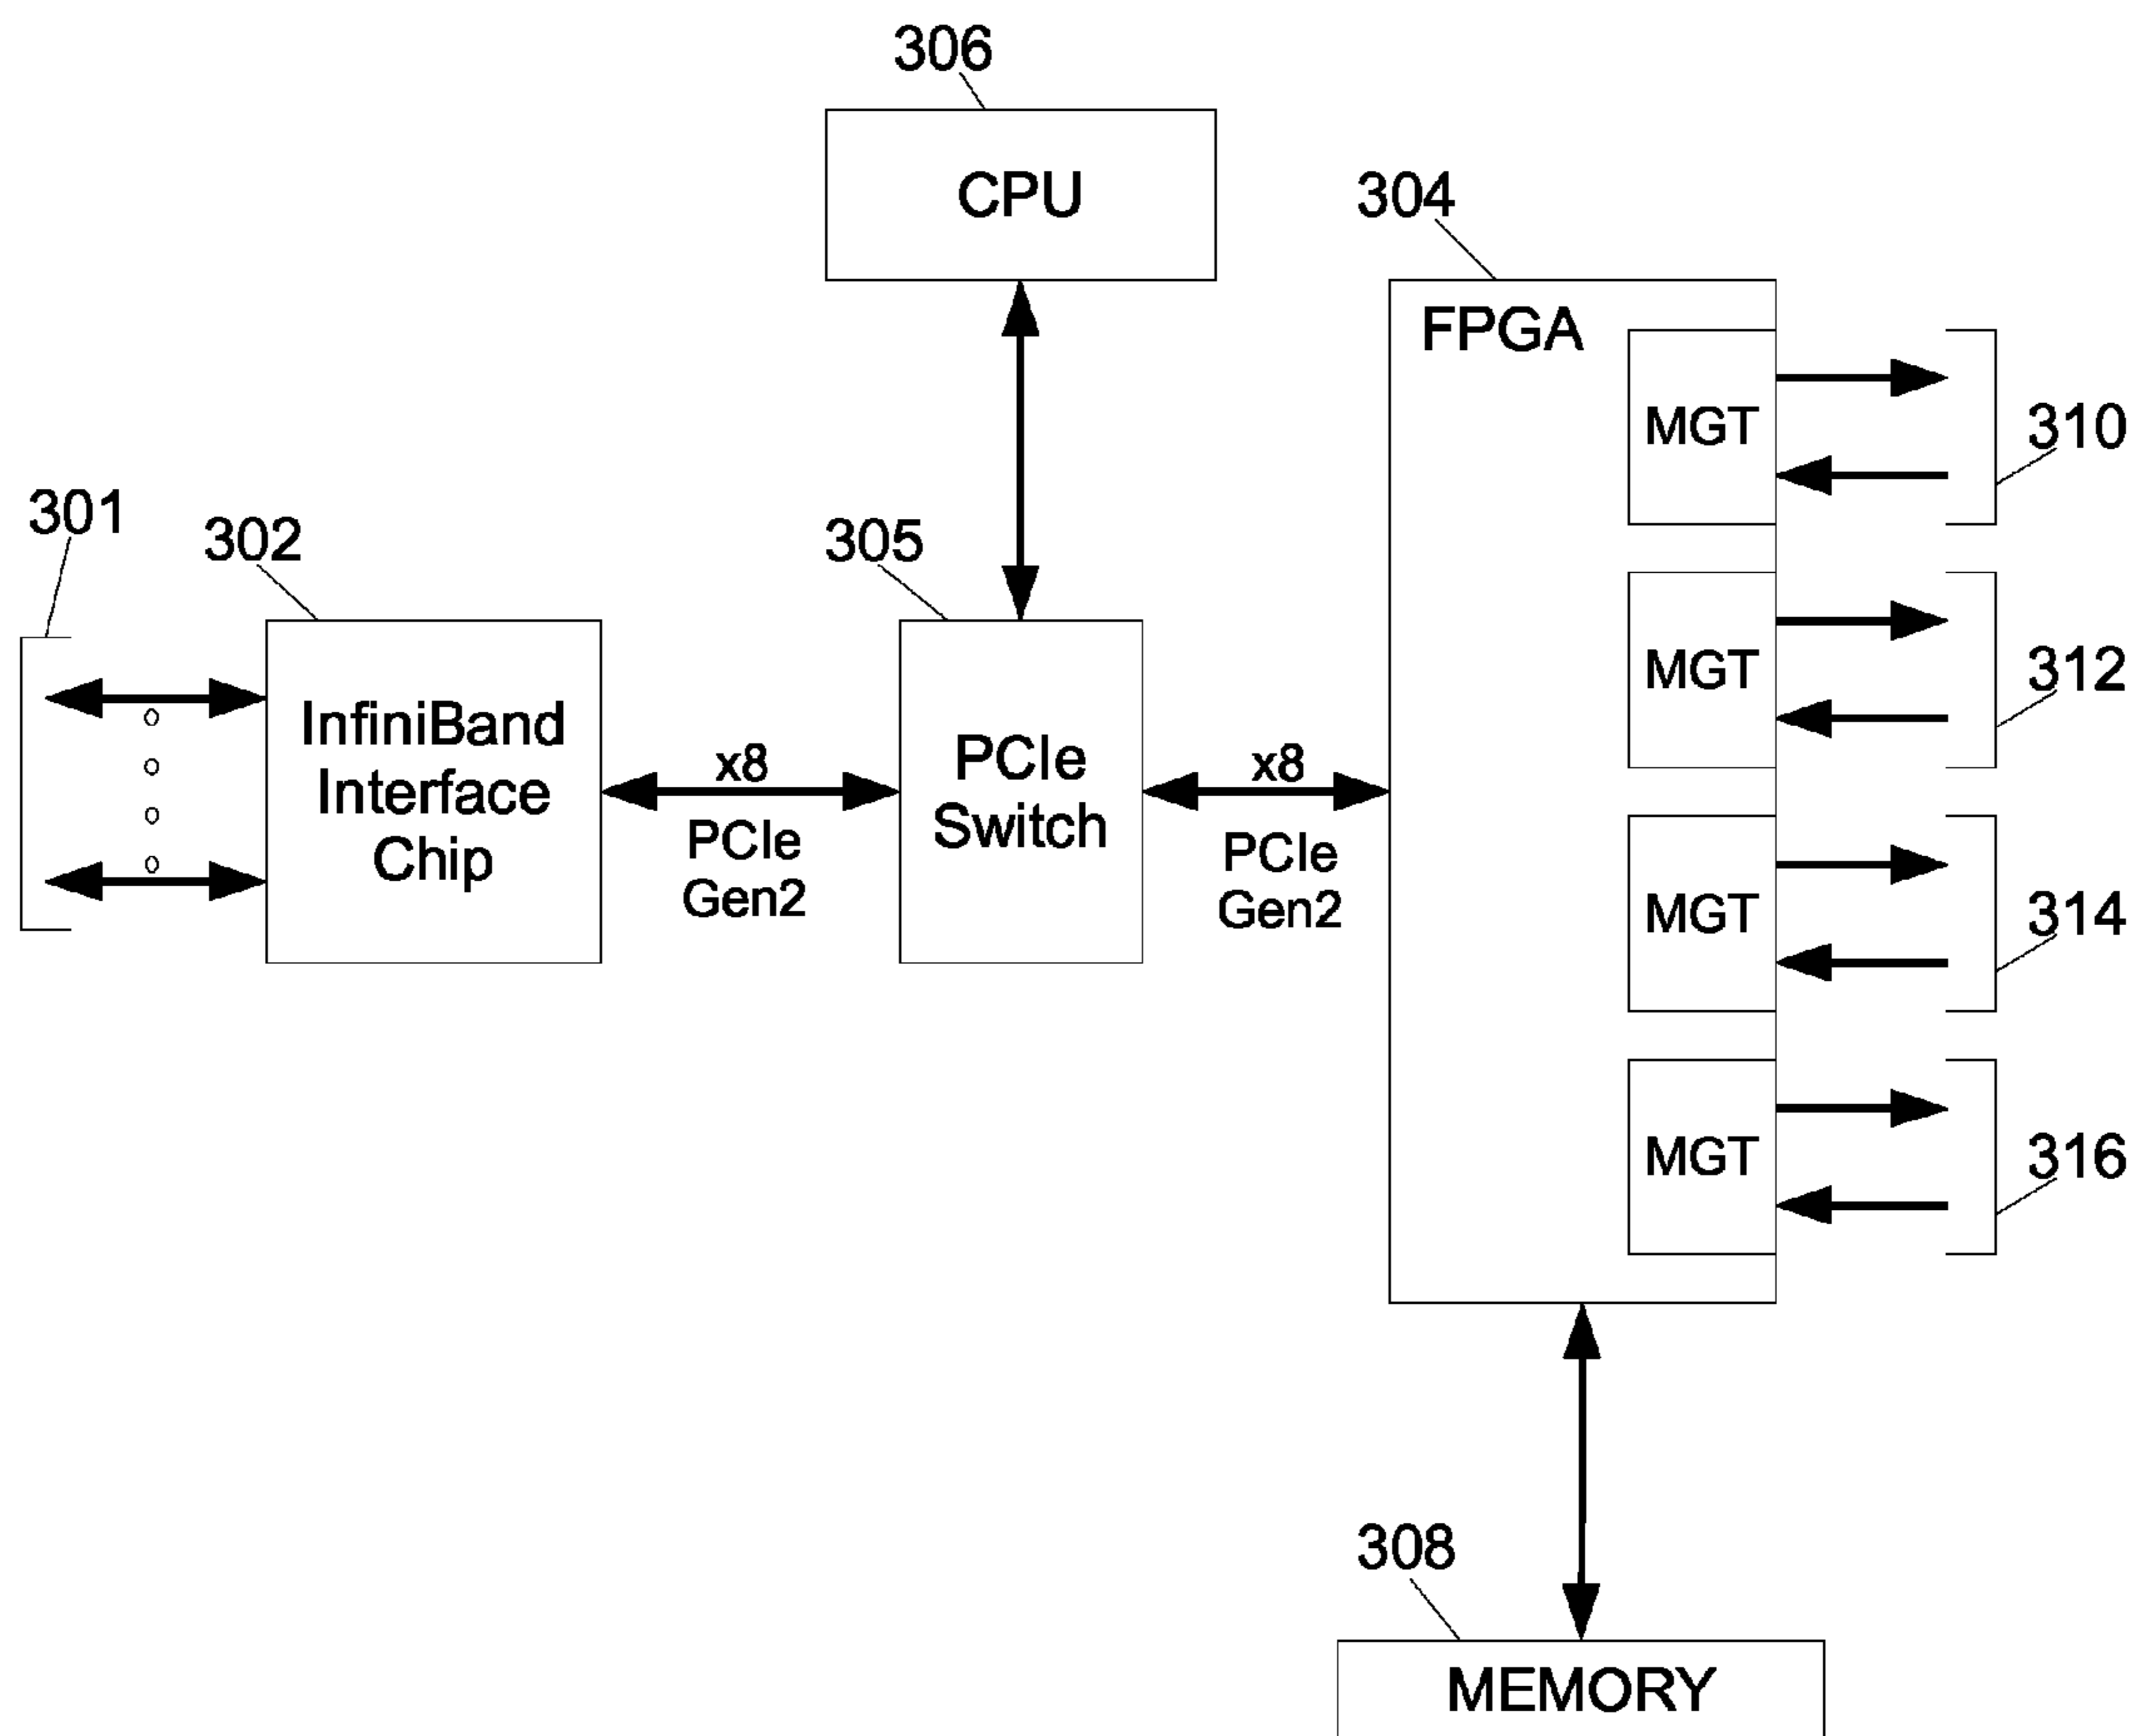 306
CPU
304
FPGA
MGT
310
301
302
305
InfiniBand
Interface
Chip
x8
PCIe
Gen2
PCIe
Switch
x8
PCIe
Gen2
MGT
312
MGT
314
MGT
316
308
MEMORY